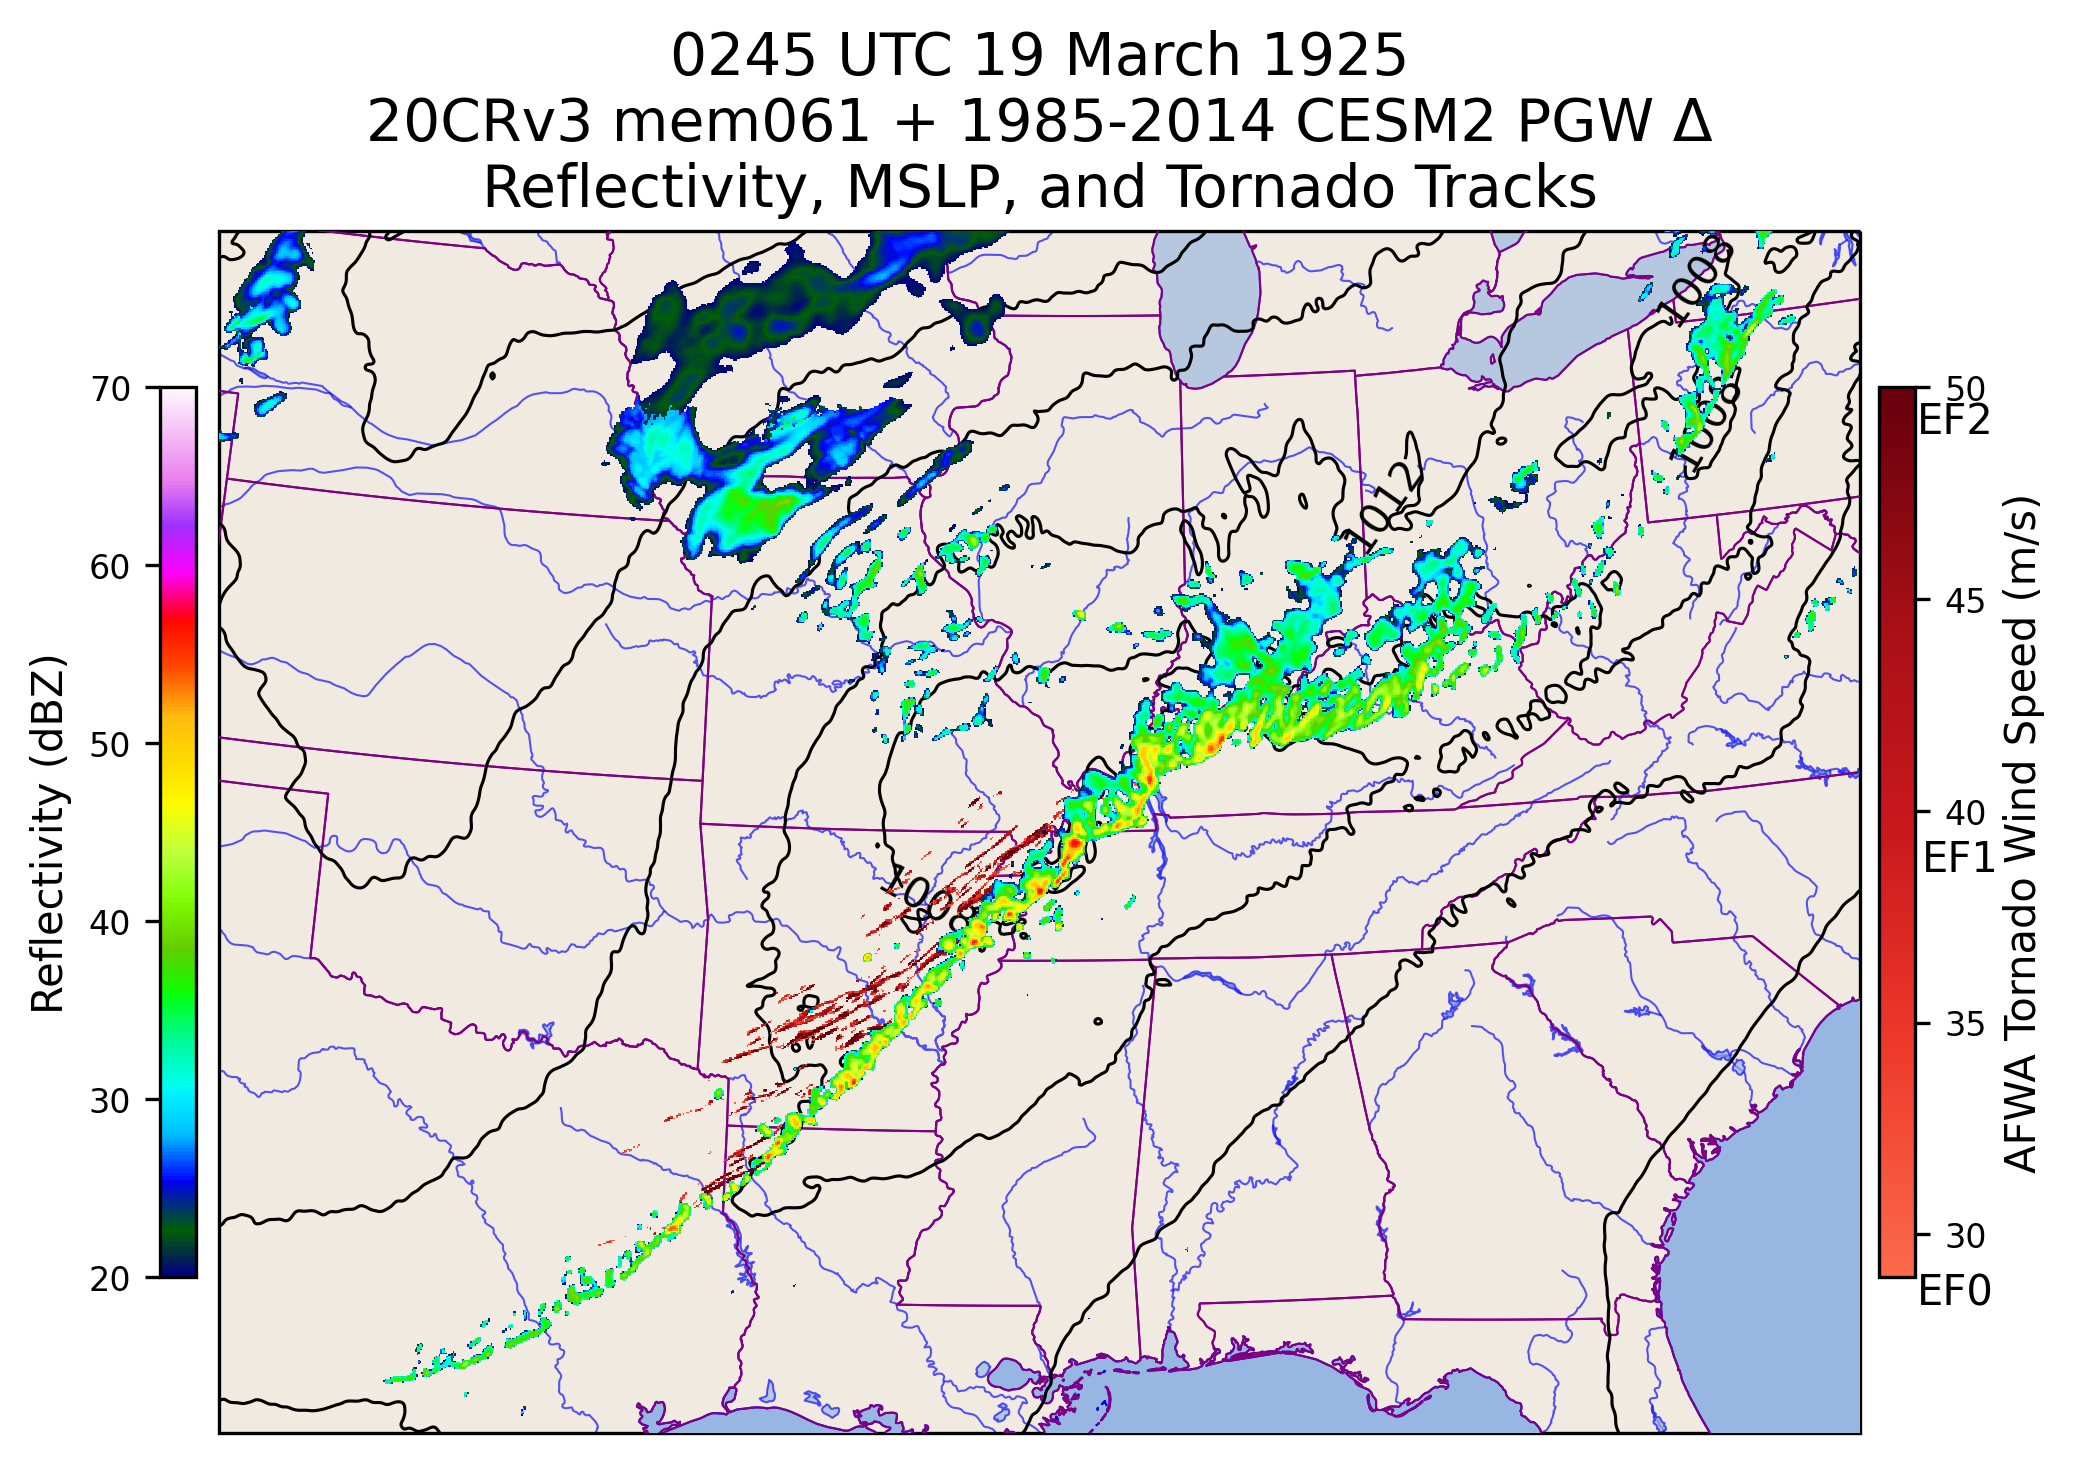 0245 UTC 19 March 1925
20CRv3 mem061 + 1985-2014 CESM2 PGW Δ
Reflectivity, MSLP, and Tornado Tracks
Reflectivity (dBZ)
70
60
50
40
30
20
1008
1008
1012
1008
50
EF2
45
40
EF1
35
30
EF0
AFWA Tornado Wind Speed (m/s)